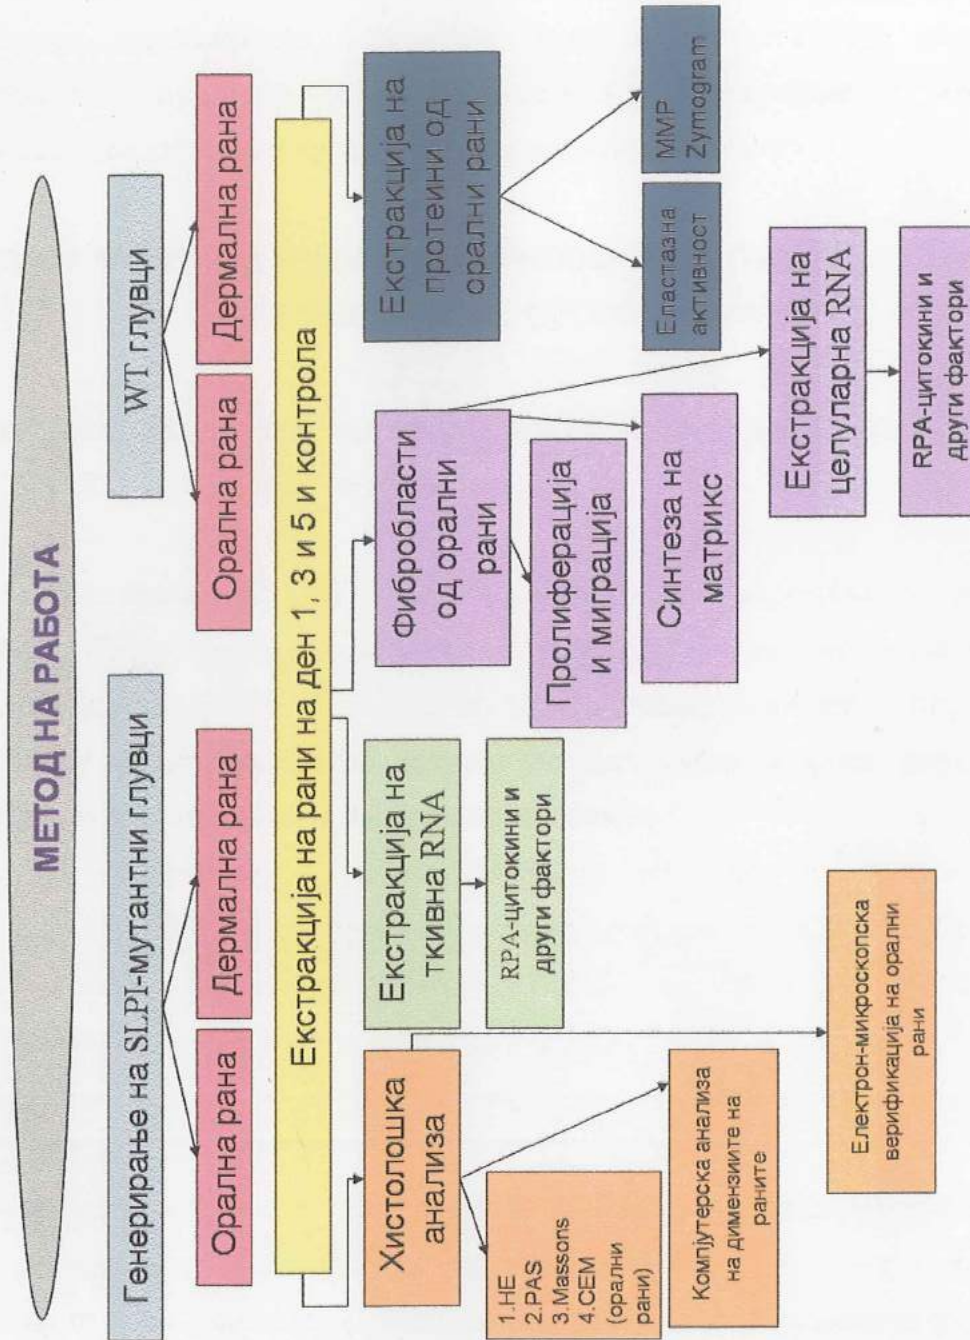 МЕТОД НА РАБОТА
Генерирање на SLPI-мутантни глувци
WT глувци
Орална рана
Дермална рана
Орална рана
Дермална рана
Екстракција на рани на ден 1, 3 и 5 и контрола
Хистолошка
анализа
Екстракција на
ткивна RNA
Фибробласти
од орални
рани
Екстракција на
протеини од
орални рани
1.HE
2.PAS
3.Massons
4.СЕМ
(орални
рани)
Компјутерска анализа
на димензиите на
раните
Електрон-микроскопска
верификација на орални
рани
RPA-цитокини и
други фактори
Пролиферација
и миграција
Синтеза на
матрикс
Екстракција на
целуларна RNA
RPA-цитокини и
други фактори
Еластазна
активност
MMP
Zymogram